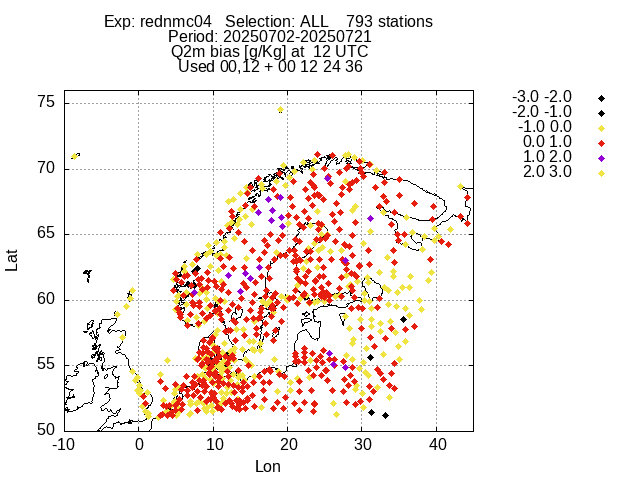 Exp: rednmc04   Selection: ALL    793 stations
Period: 20250702-20250721
Q2m bias [g/Kg] at  12 UTC
Used 00,12 + 00 12 24 36
-3.0 -2.0
-2.0 -1.0
-1.0 0.0
0.0 1.0
1.0 2.0
2.0 3.0
75
70
65
60
55
50
Lat
-10 0 10 20 30 40
Lon